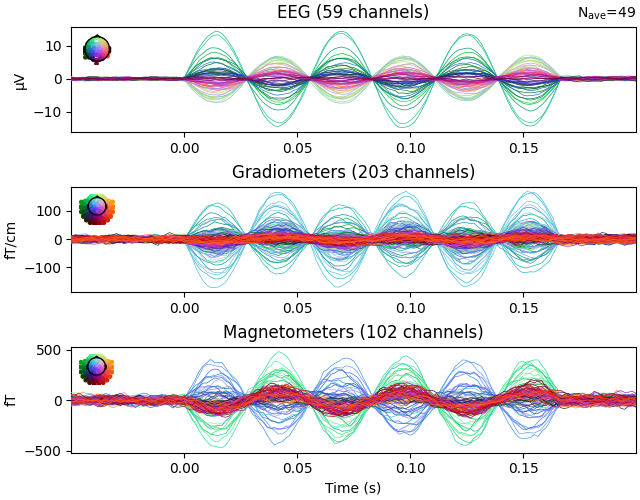 EEG (59 channels)
Nave=49
10
0
−10
µV
0.00 0.05 0.10 0.15
Gradiometers (203 channels)
100
0
−100
fT/cm
0.00 0.05 0.10 0.15
Magnetometers (102 channels)
500
0
−500
fT
0.00 0.05 0.10 0.15
Time (s)